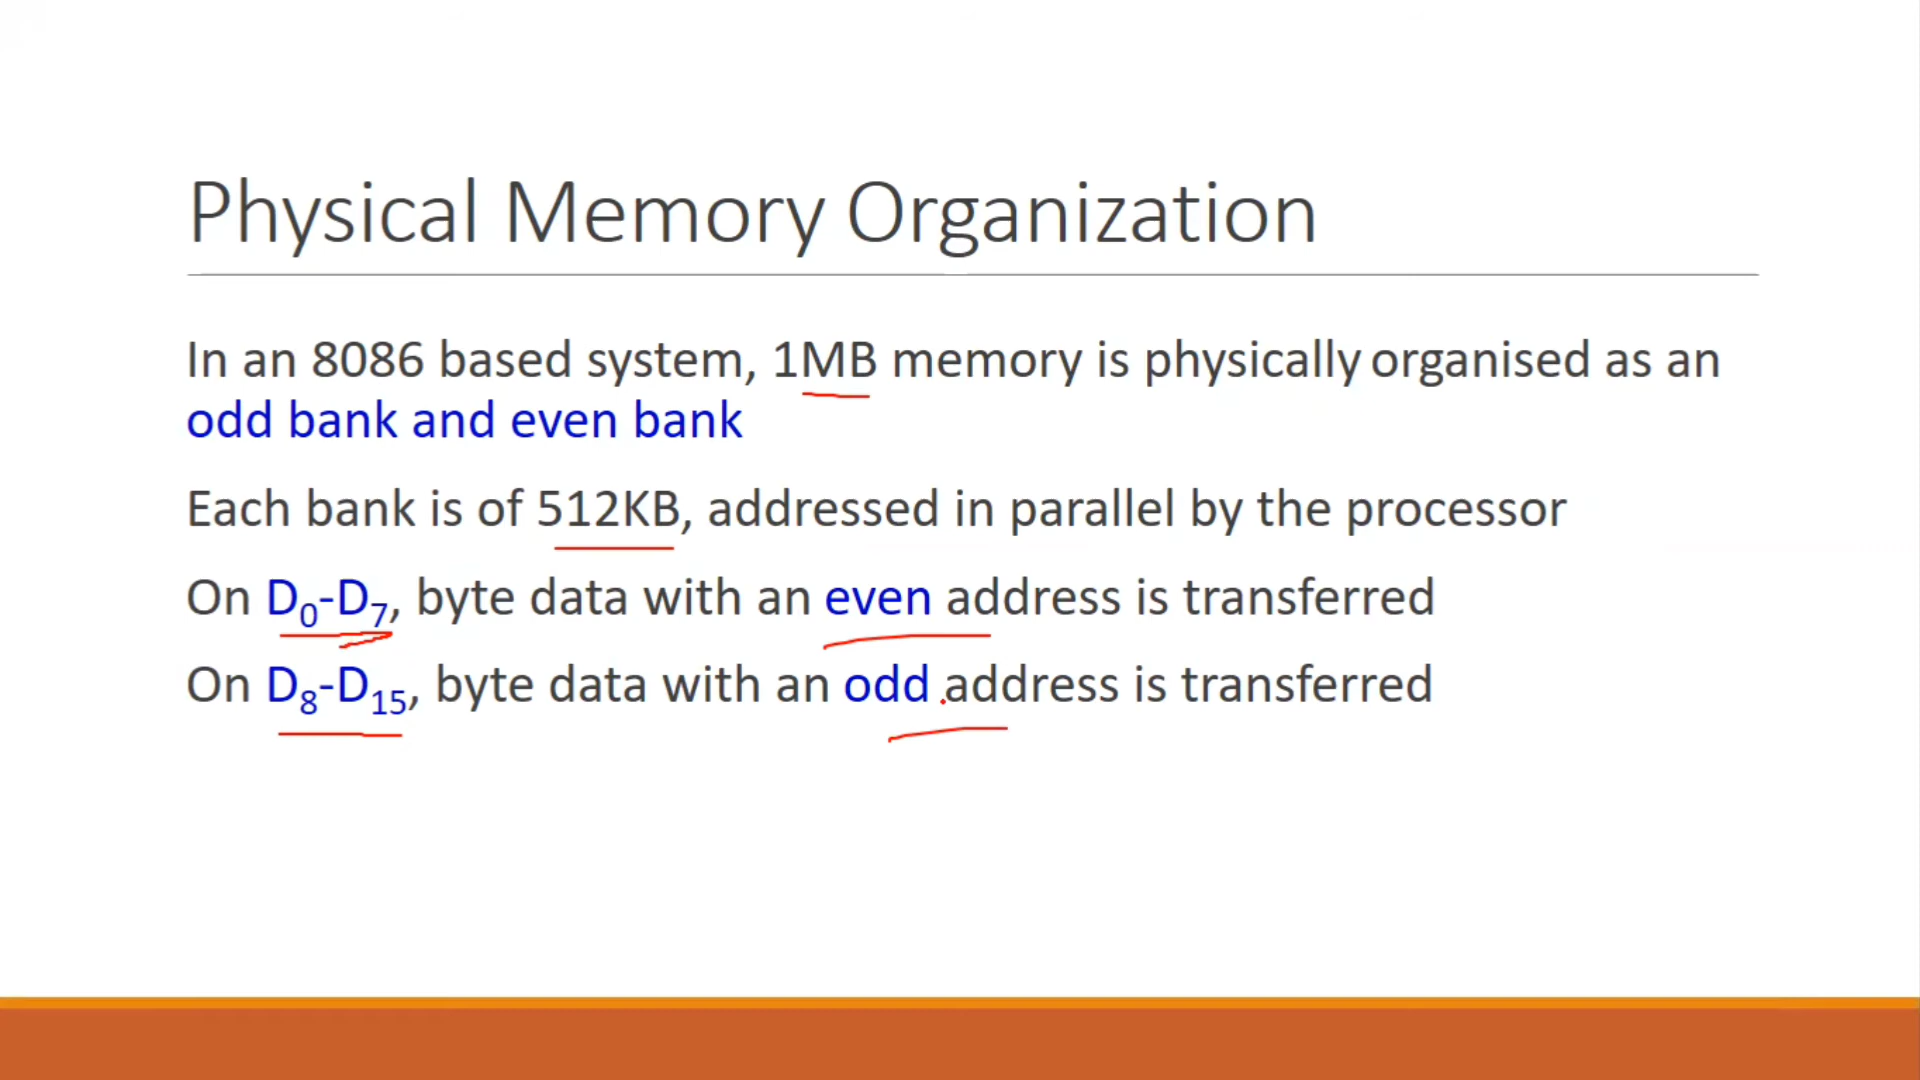 Physical Memory Organization
In an 8086 based system, 1MB memory is physically organised as an
odd bank and even bank
Each bank is of 512KB, addressed in parallel by the processor
On D₀-D₇, byte data with an even address is transferred
On D₈-D₁₅, byte data with an odd address is transferred